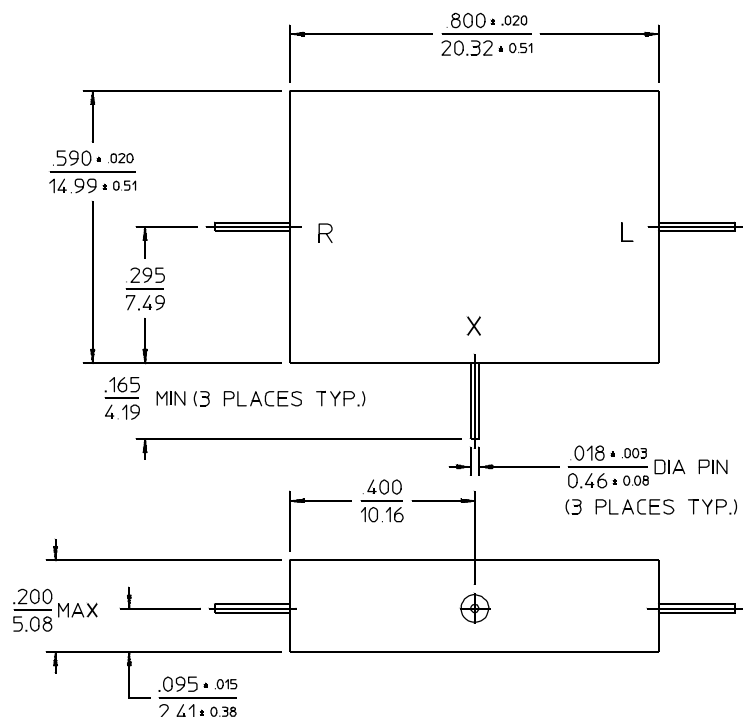 .800 ± .020
20.32 ± 0.51
.590 ± .020
14.99 ± 0.51
R
L
.295
7.49
X
.165
4.19
MIN (3 PLACES TYP.)
.018 ± .003
0.46 ± 0.08
DIA PIN
(3 PLACES TYP.)
.400
10.16
.200
5.08
MAX
.095 ± .015
2.41 ± 0.38